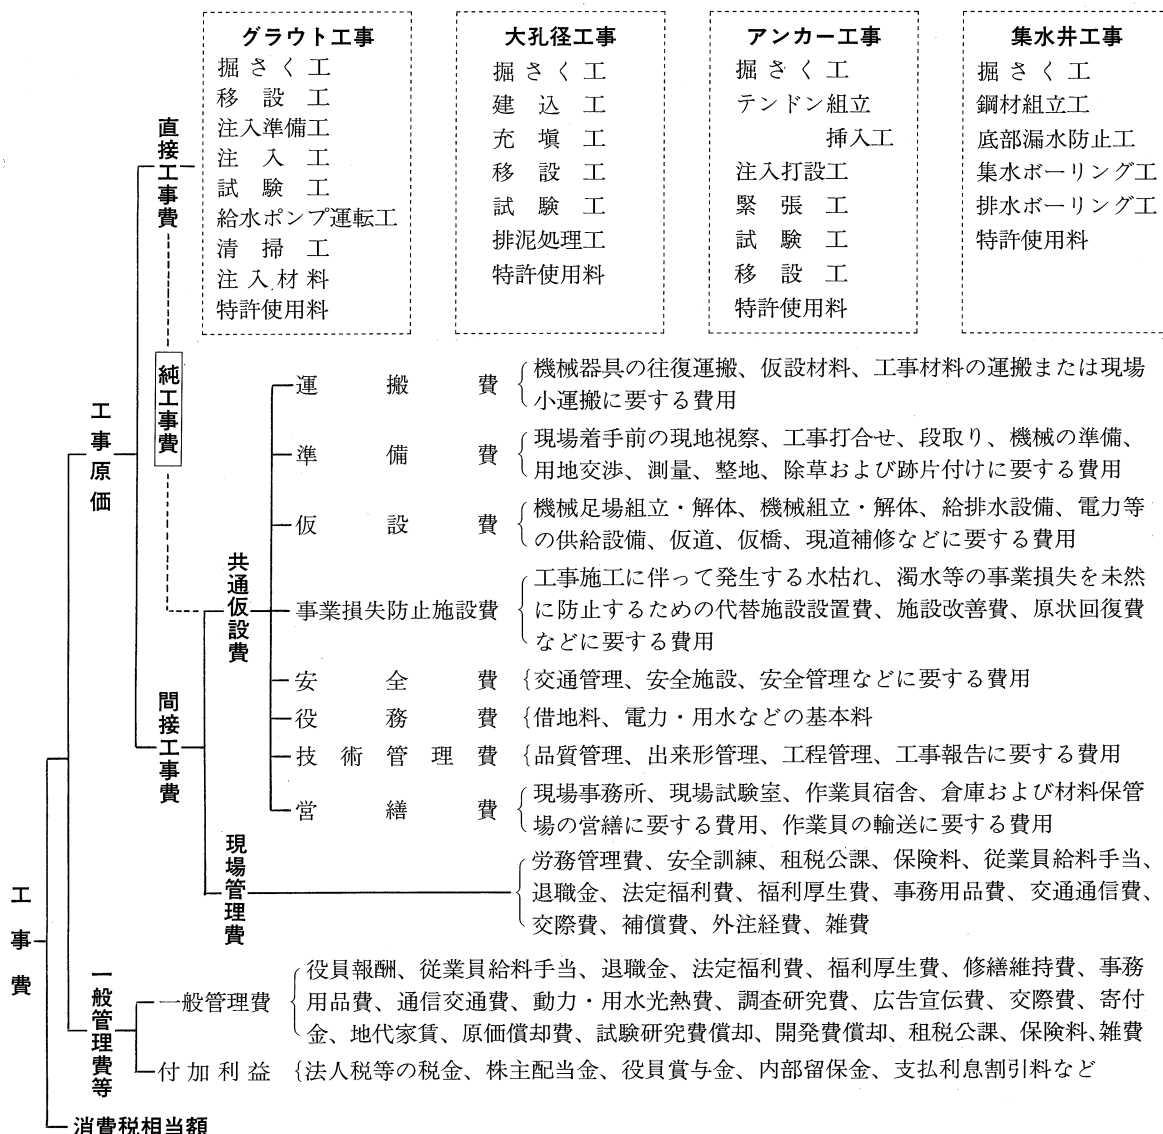 グラウト工事
掘さく工
移設工
注入準備工
注入工
試験工
給水ポンプ運転工
清掃工
注入材料
特許使用料
大孔径工事
掘さく工
建込工
充塡工
移設工
試験工
排泥処理工
特許使用料
アンカー工事
掘さく工
テンドン組立
挿入工
注入打設工
緊張工
試験工
移設工
特許使用料
集水井工事
掘さく工
鋼材組立工
底部漏水防止工
集水ボーリング工
排水ボーリング工
特許使用料
直接工事費
純工事費
工事原価
共通仮設費
運搬費
機械器具の往復運搬、仮設材料、工事材料の運搬または現場
小運搬に要する費用
準備費
現場着手前の現地視察、工事打合せ、段取り、機械の準備、
用地交渉、測量、整地、除草および跡片付けに要する費用
仮設費
機械足場組立・解体、機械組立・解体、給排水設備、電力等
の供給設備、仮道、仮橋、現道補修などに要する費用
事業損失防止施設費
工事施工に伴って発生する水枯れ、濁水等の事業損失を未然
に防止するための代替施設設置費、施設改善費、原状回復費
などに要する費用
安全費
交通管理、安全施設、安全管理などに要する費用
役務費
借地料、電力・用水などの基本料
技術管理費
品質管理、出来形管理、工程管理、工事報告に要する費用
営繕費
現場事務所、現場試験室、作業員宿舎、倉庫および材料保管
場の営繕に要する費用、作業員の輸送に要する費用
間接工事費
現場管理費
労務管理費、安全訓練、租税公課、保険料、従業員給料手当、
退職金、法定福利費、福利厚生費、事務用品費、交通通信費、
交際費、補償費、外注経費、雑費
工事費
一般管理費等
一般管理費
役員報酬、従業員給料手当、退職金、法定福利費、福利厚生費、修繕維持費、事務
用品費、通信交通費、動力・用水光熱費、調査研究費、広告宣伝費、交際費、寄付
金、地代家賃、原価償却費、試験研究費償却、開発費償却、租税公課、保険料、雑費
付加利益
法人税等の税金、株主配当金、役員賞与金、内部留保金、支払利息割引料など
消費税相当額